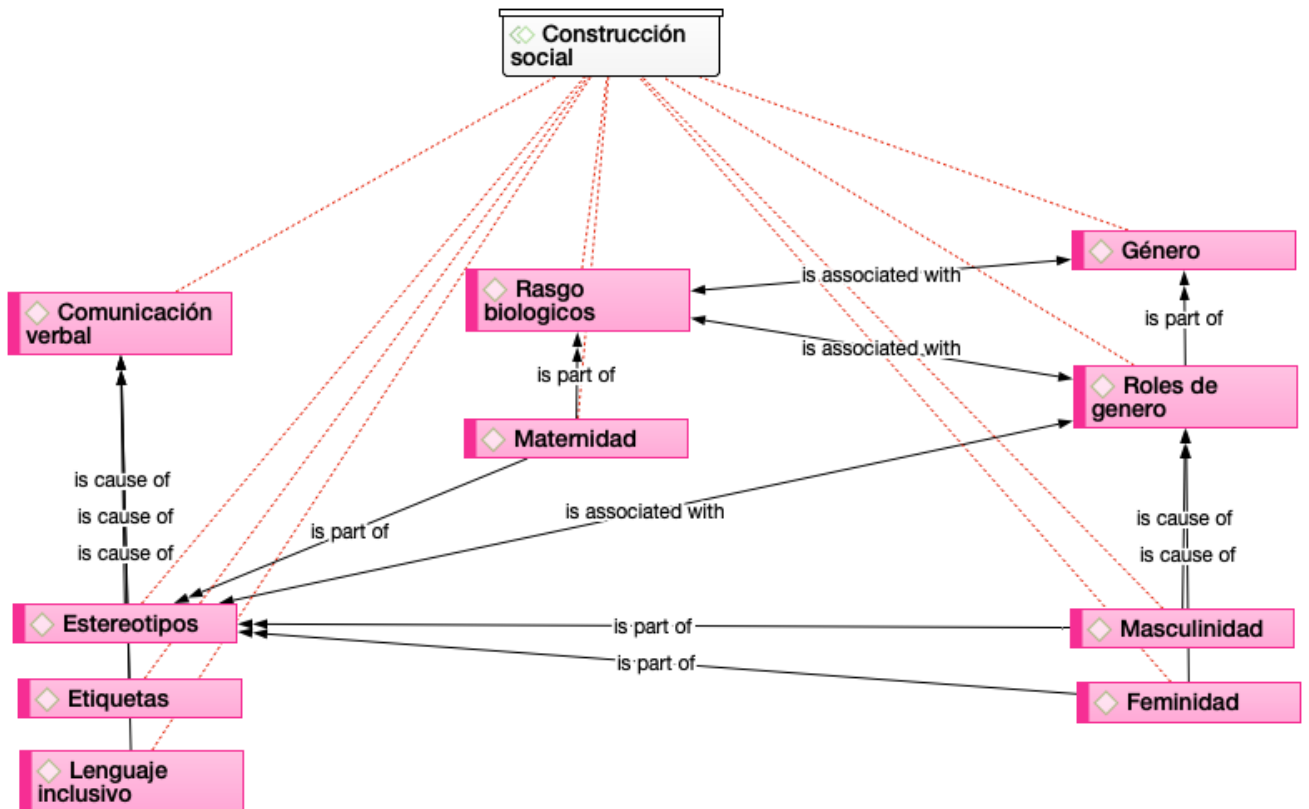 Construcción
social
Género
is associated with
Rasgo
biologicos
Comunicación
verbal
is part of
is associated with
is part of
Roles de
genero
Maternidad
is cause of
is associated with
is cause of
is cause of
is part of
is cause of
is cause of
Estereotipos
is part of
Masculinidad
is part of
Etiquetas
Feminidad
Lenguaje
inclusivo